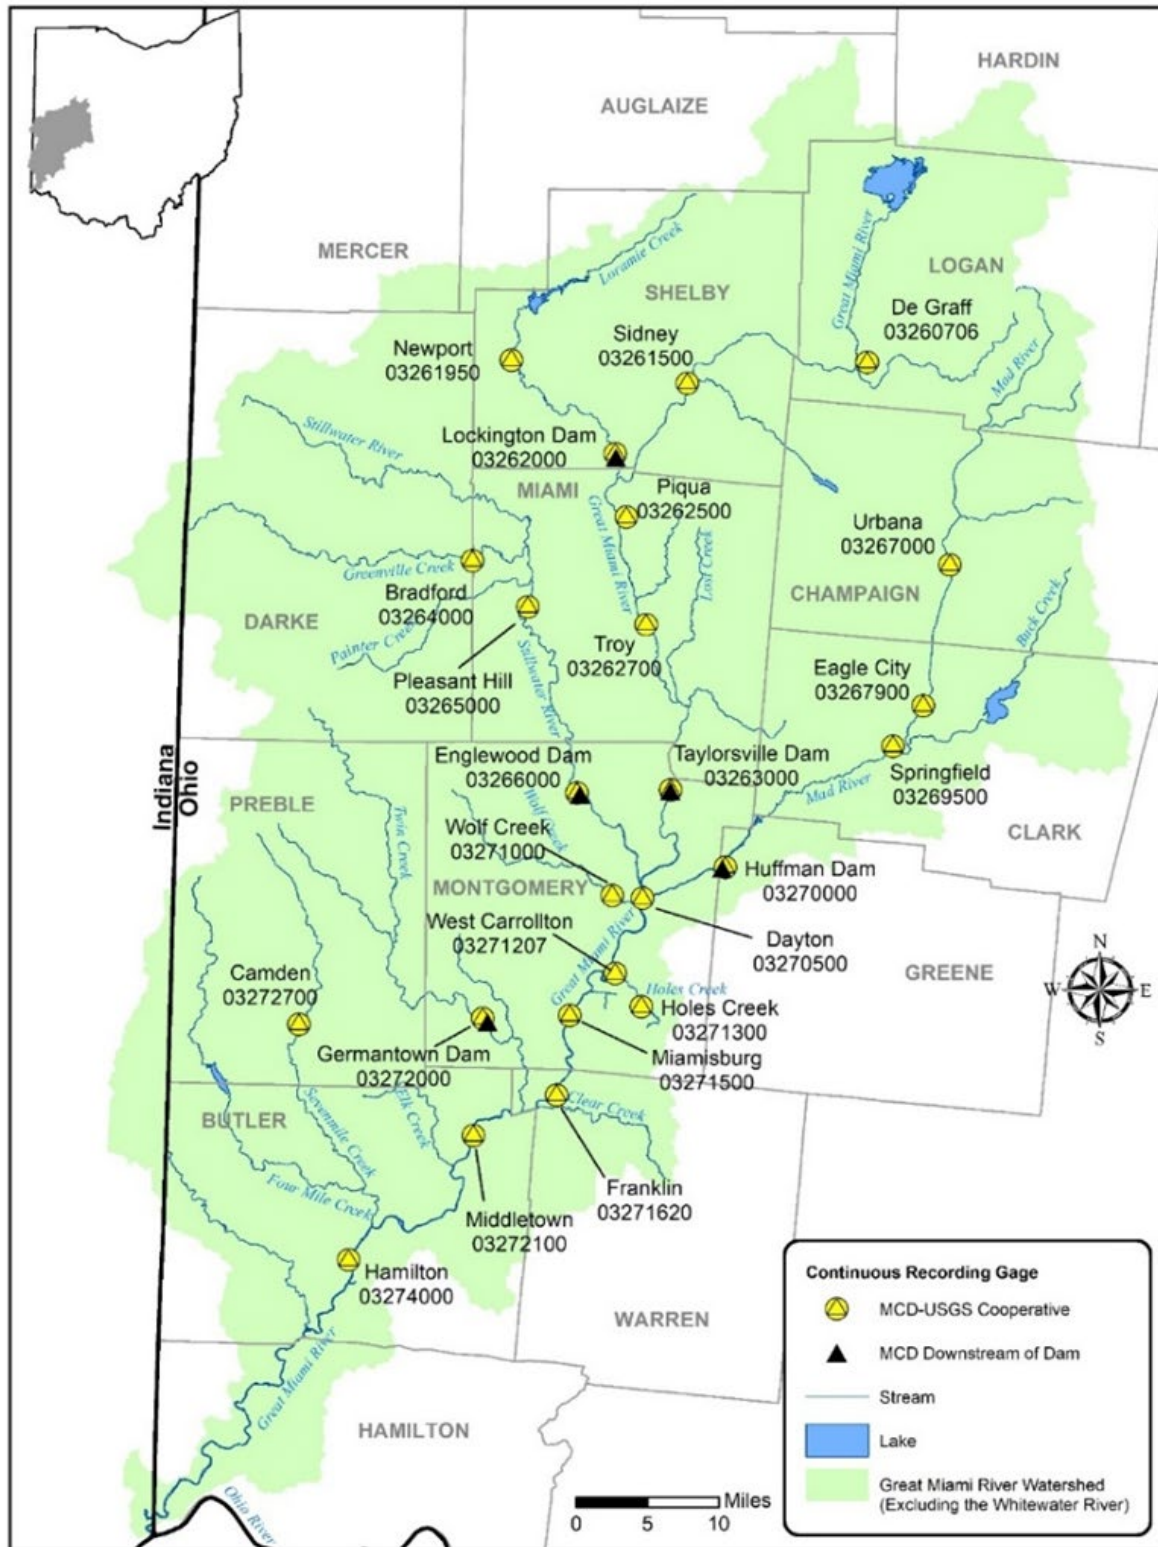 HARDIN
AUGLAIZE
MERCER
Loramie Creek
SHELBY
Great Miami River
LOGAN
De Graff
03260706
Newport
03261950
Sidney
03261500
Mad River
Stillwater River
Lockington Dam
03262000
MIAMI
Piqua
03262500
Great Miami River
Lost Creek
Urbana
03267000
Greenville Creek
Bradford
03264000
CHAMPAIGN
Buck Creek
DARKE
Painter Creek
Troy
03262700
Stillwater River
Pleasant Hill
03265000
Eagle City
03267900
Indiana
Ohio
Englewood Dam
03266000
Taylorsville Dam
03263000
Springfield
03269500
Mad River
PREBLE
Twin Creek
Wolf Creek
Wolf Creek
03271000
CLARK
MONTGOMERY
Huffman Dam
03270000
West Carrollton
03271207
Great Miami River
Dayton
03270500
GREENE
Camden
03272700
Holes Creek
Holes Creek
03271300
Germantown Dam
03272000
Miamisburg
03271500
N
W
E
S
BUTLER
Sevenmile Creek
Elk Creek
Clear Creek
Four Mile Creek
Franklin
03271620
Middletown
03272100
Hamilton
03274000
WARREN
Great Miami River
HAMILTON
Ohio River
Miles
0 5 10
Continuous Recording Gage
MCD-USGS Cooperative
MCD Downstream of Dam
Stream
Lake
Great Miami River Watershed
(Excluding the Whitewater River)